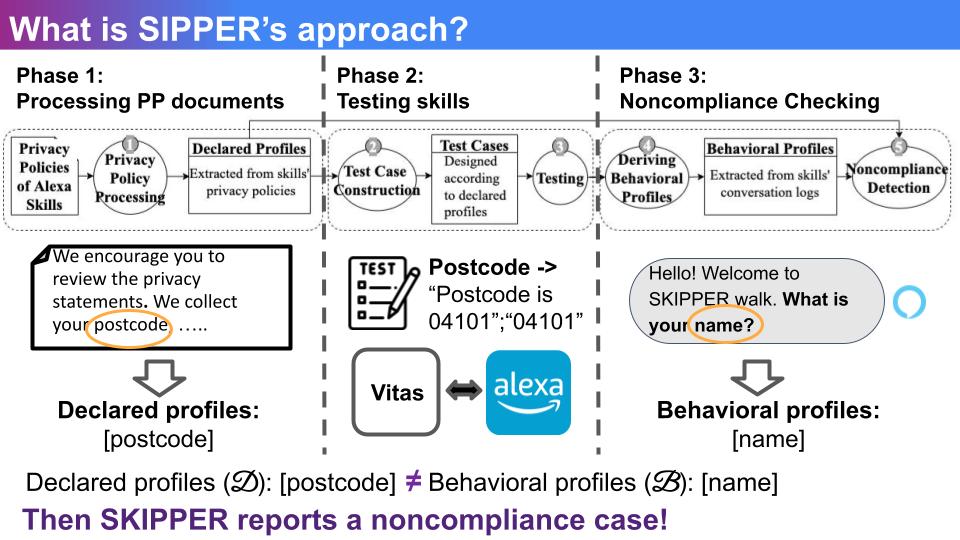 What is SIPPER's approach?
Phase 1:
Processing PP documents
Phase 2:
Testing skills
Phase 3:
Noncompliance Checking
Privacy
Policies
of Alexa
Skills
1
Privacy
Policy
Processing
Declared Profiles
Extracted from skills'
privacy policies
2
Test Case
Construction
Test Cases
Designed
according
to declared
profiles
3
Testing
4
Deriving
Behavioral
Profiles
Behavioral Profiles
Extracted from skills'
conversation logs
5
Noncompliance
Detection
We encourage you to
review the privacy
statements. We collect
your postcode, …..
Declared profiles:
[postcode]
TEST
Postcode ->
“Postcode is
04101”;“04101”
Vitas
alexa
Hello! Welcome to
SKIPPER walk. What is
your name?
Behavioral profiles:
[name]
Declared profiles (𝒟): [postcode] ≠ Behavioral profiles (ℬ): [name]
Then SKIPPER reports a noncompliance case!